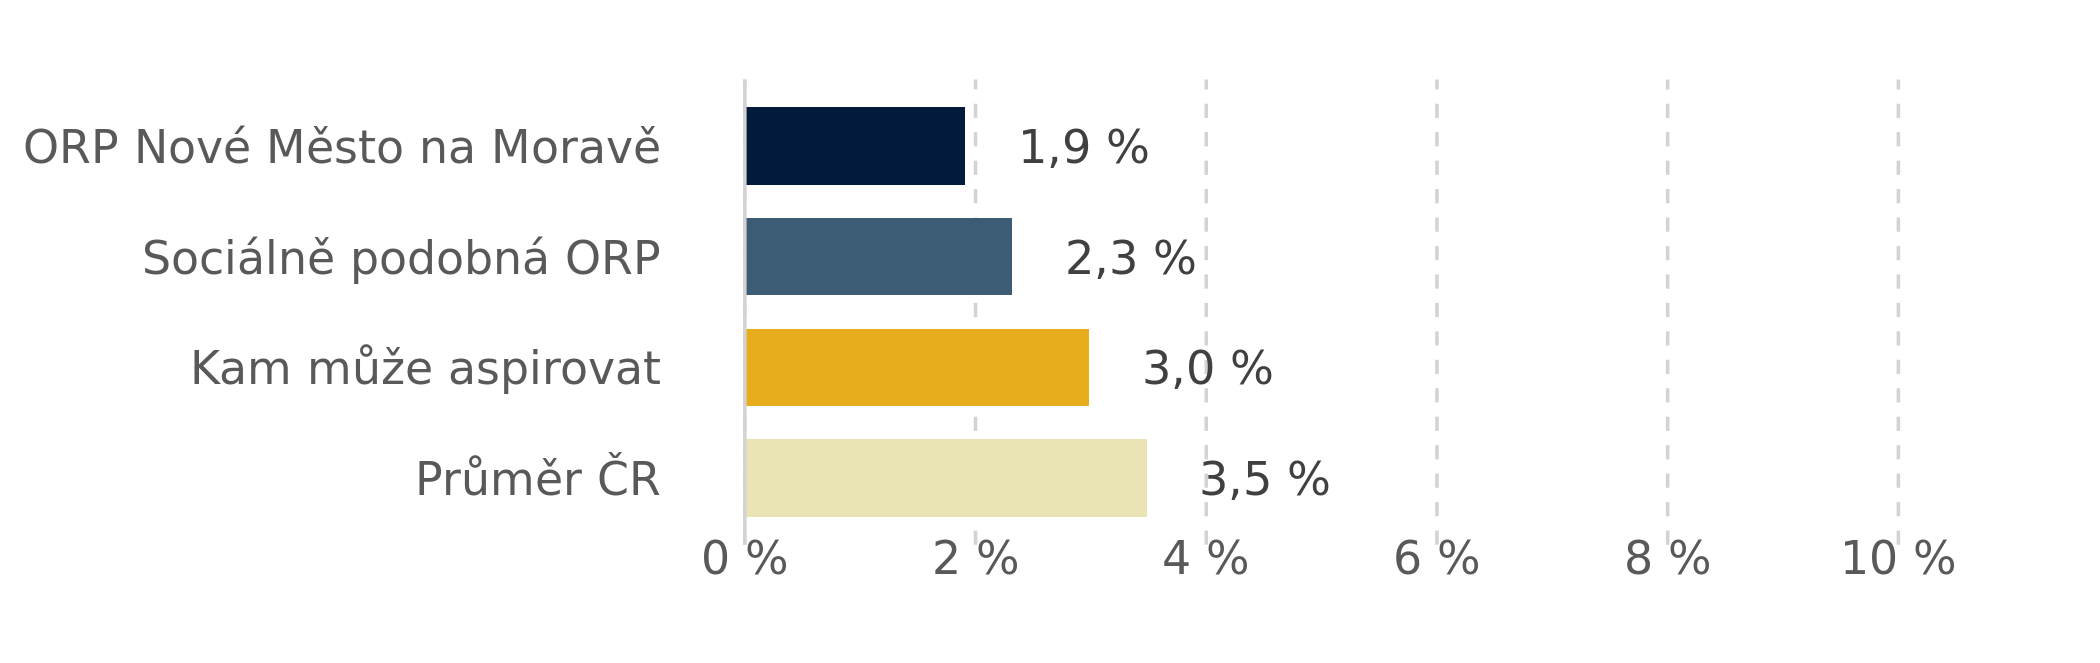 ORP Nové Město na Moravě 1,9 %
Sociálně podobná ORP 2,3 %
Kam může aspirovat 3,0 %
Průměr ČR 3,5 %
0 % 2 % 4 % 6 % 8 % 10 %